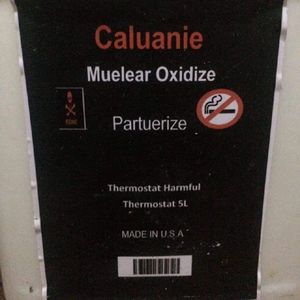 Caluanie
Muelear Oxidize
Partuerize
Thermostat Harmful
Thermostat 5L
MADE IN U.S.A